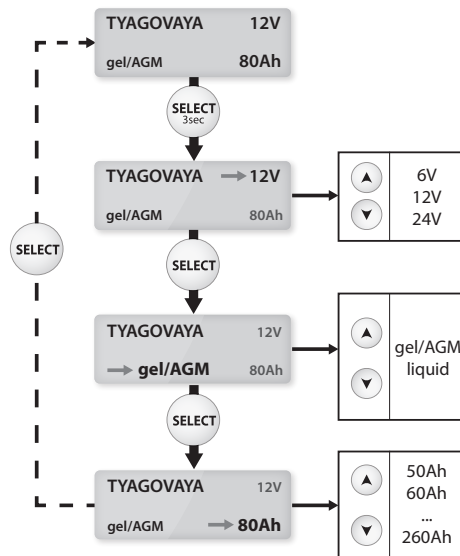 TYAGOVAYA 12V
gel/AGM 80Ah
SELECT
3sec
TYAGOVAYA → 12V
gel/AGM 80Ah
6V
12V
24V
SELECT
SELECT
TYAGOVAYA 12V
→ gel/AGM 80Ah
gel/AGM
liquid
SELECT
TYAGOVAYA 12V
gel/AGM → 80Ah
50Ah
60Ah
...
260Ah